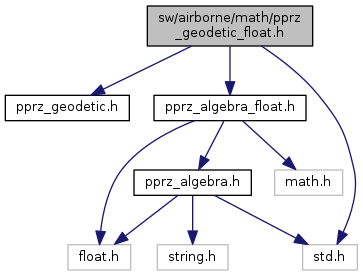 sw/airborne/math/pprz
_geodetic_float.h
pprz_geodetic.h
pprz_algebra_float.h
pprz_algebra.h
math.h
float.h
string.h
std.h